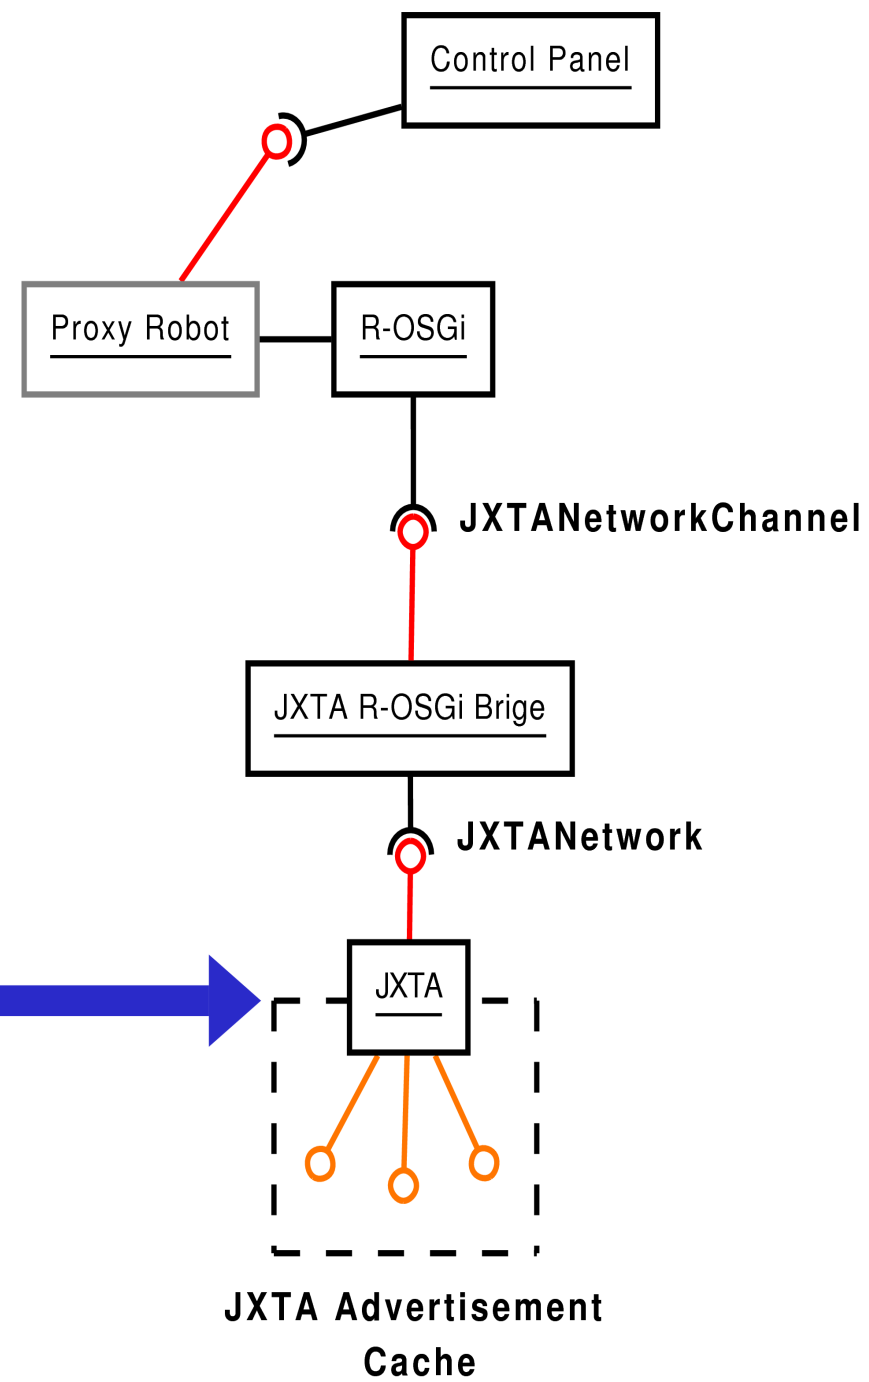 Control Panel
Proxy Robot
R-OSGi
JXTANetworkChannel
JXTA R-OSGi Brige
JXTANetwork
JXTA
JXTA Advertisement
Cache